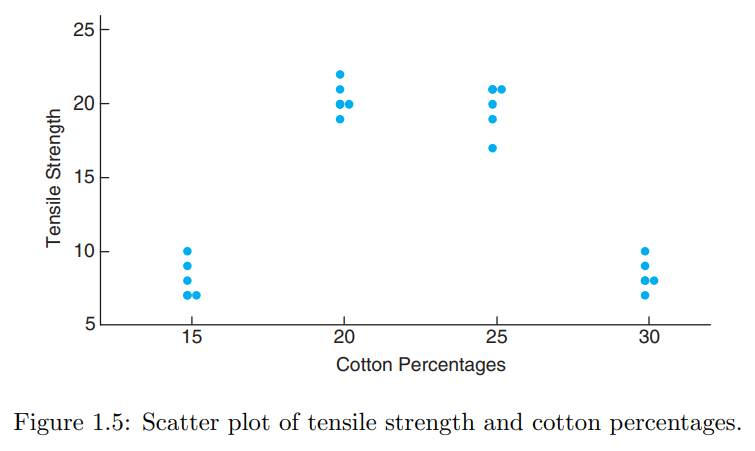 25
20
15
10
5
Tensile Strength
15 20 25 30
Cotton Percentages
Figure 1.5: Scatter plot of tensile strength and cotton percentages.